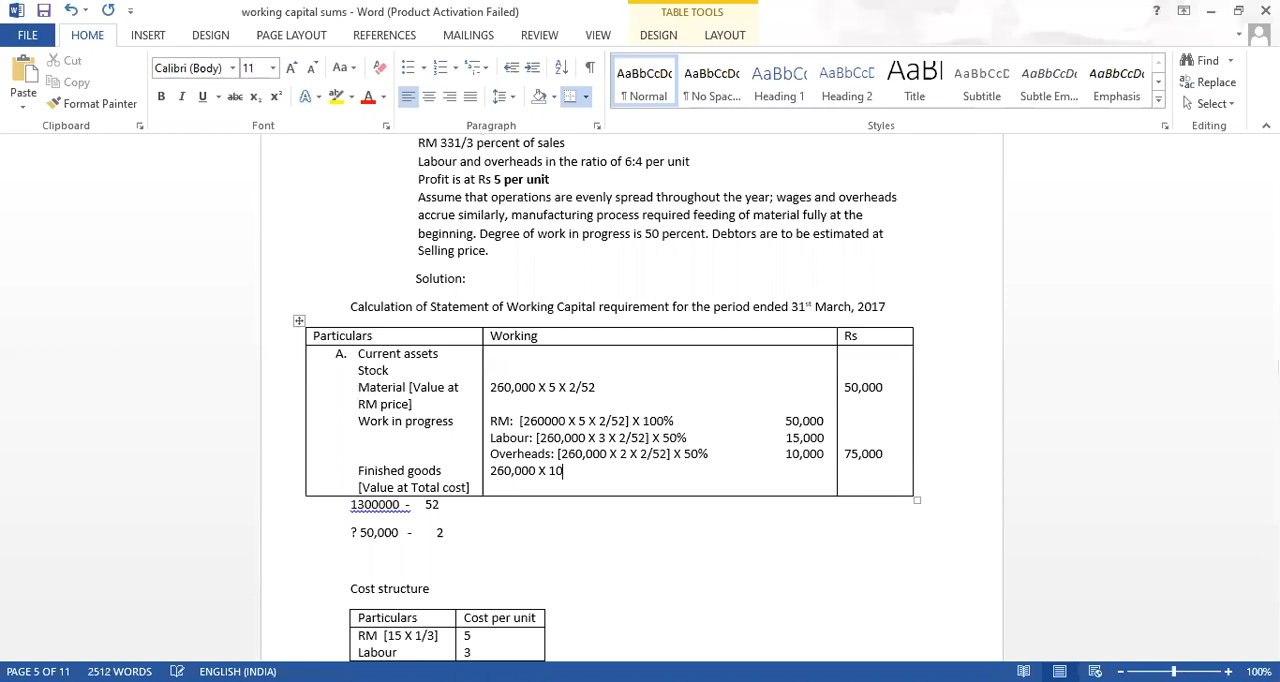 working capital sums - Word (Product Activation Failed)
TABLE TOOLS
FILE HOME INSERT DESIGN PAGE LAYOUT REFERENCES MAILINGS REVIEW VIEW DESIGN LAYOUT
Paste
Cut
Copy
Format Painter
Clipboard
Calibri (Body) 11
Font
Paragraph
AaBbCcDc AaBbCcDc AaBbCc AaBbCcD AaBI AaBbCcD AaBbCcDc AaBbCcDc
¶ Normal ¶ No Spac... Heading 1 Heading 2 Title Subtitle Subtle Em... Emphasis
Styles
Find
Replace
Select
Editing
RM 331/3 percent of sales
Labour and overheads in the ratio of 6:4 per unit
Profit is at Rs 5 per unit
Assume that operations are evenly spread throughout the year; wages and overheads
accrue similarly, manufacturing process required feeding of material fully at the
beginning. Degree of work in progress is 50 percent. Debtors are to be estimated at
Selling price.
Solution:
Calculation of Statement of Working Capital requirement for the period ended 31st March, 2017
Particulars Working Rs
A. Current assets
Stock
Material [Value at 260,000 X 5 X 2/52 50,000
RM price]
Work in progress RM: [260000 X 5 X 2/52] X 100% 50,000
Labour: [260,000 X 3 X 2/52] X 50% 15,000
Overheads: [260,000 X 2 X 2/52] X 50% 10,000 75,000
Finished goods 260,000 X 10
[Value at Total cost]
1300000 - 52
? 50,000 - 2
Cost structure
Particulars Cost per unit
RM [15 X 1/3] 5
Labour 3
PAGE 5 OF 11 2512 WORDS ENGLISH (INDIA) 100%